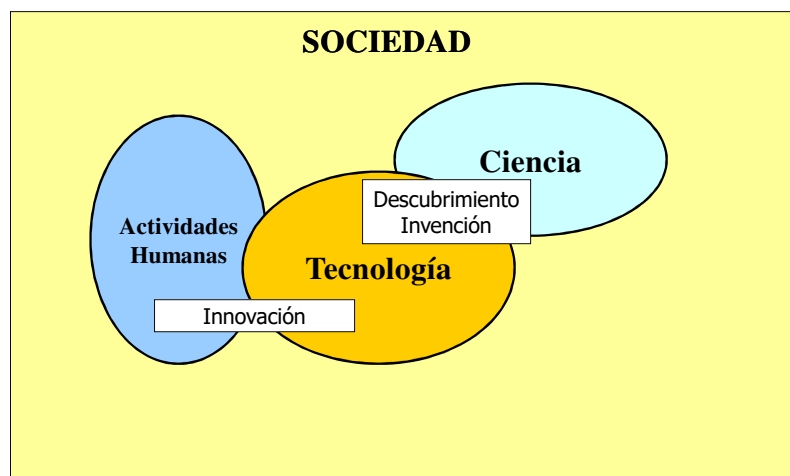 SOCIEDAD
Ciencia
Descubrimiento
Invención
Actividades
Humanas
Tecnología
Innovación